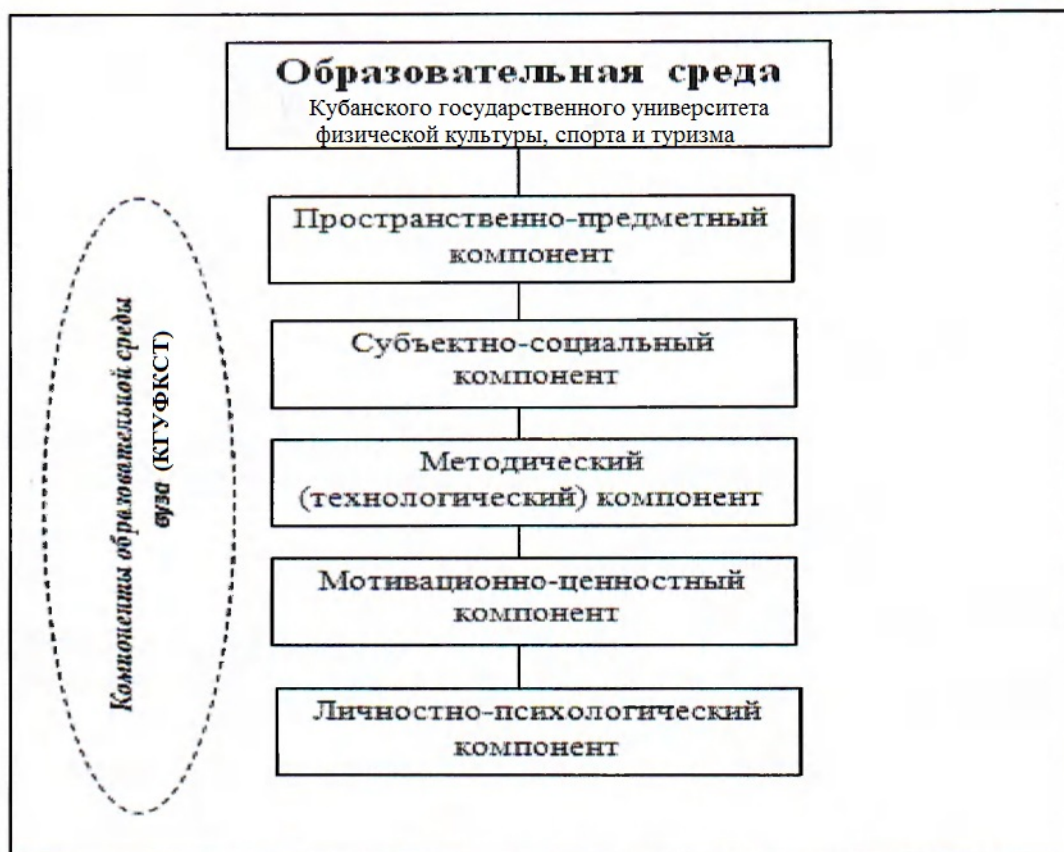 Образовательная среда
Кубанского государственного университета
физической культуры, спорта и туризма
Пространственно-предметный
компонент
Субъектно-социальный
компонент
Методический
(технологический) компонент
Мотивационно-ценностный
компонент
Личностно-психологический
компонент
Компоненты образовательной среды
вуза (КГУФКСТ)